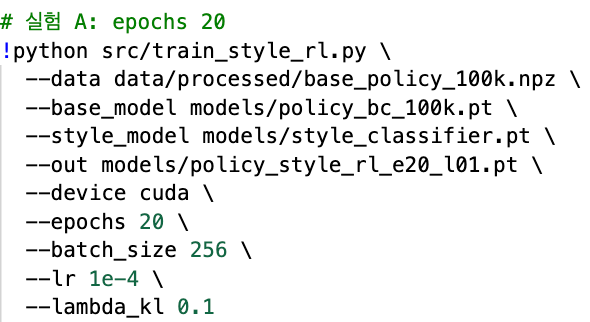 # 실험 A: epochs 20
!python src/train_style_rl.py \
--data data/processed/base_policy_100k.npz \
--base_model models/policy_bc_100k.pt \
--style_model models/style_classifier.pt \
--out models/policy_style_rl_e20_l01.pt \
--device cuda \
--epochs 20 \
--batch_size 256 \
--lr 1e-4 \
--lambda_kl 0.1